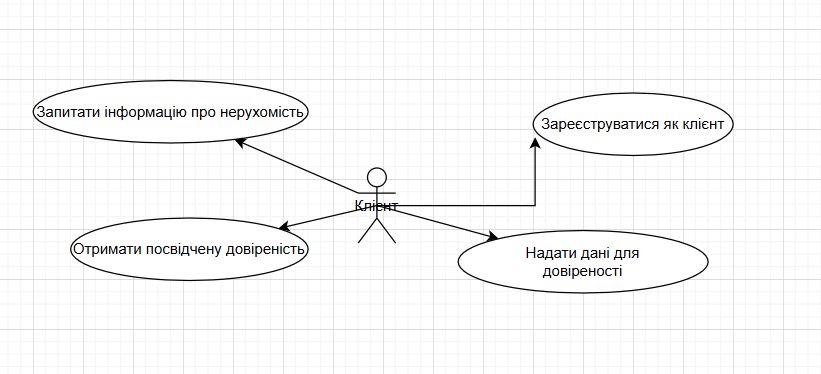 Запитати інформацію про нерухомість
Зареєструватися як клієнт
Клієнт
Отримати посвідчену довіреність
Надати дані для
довіреності